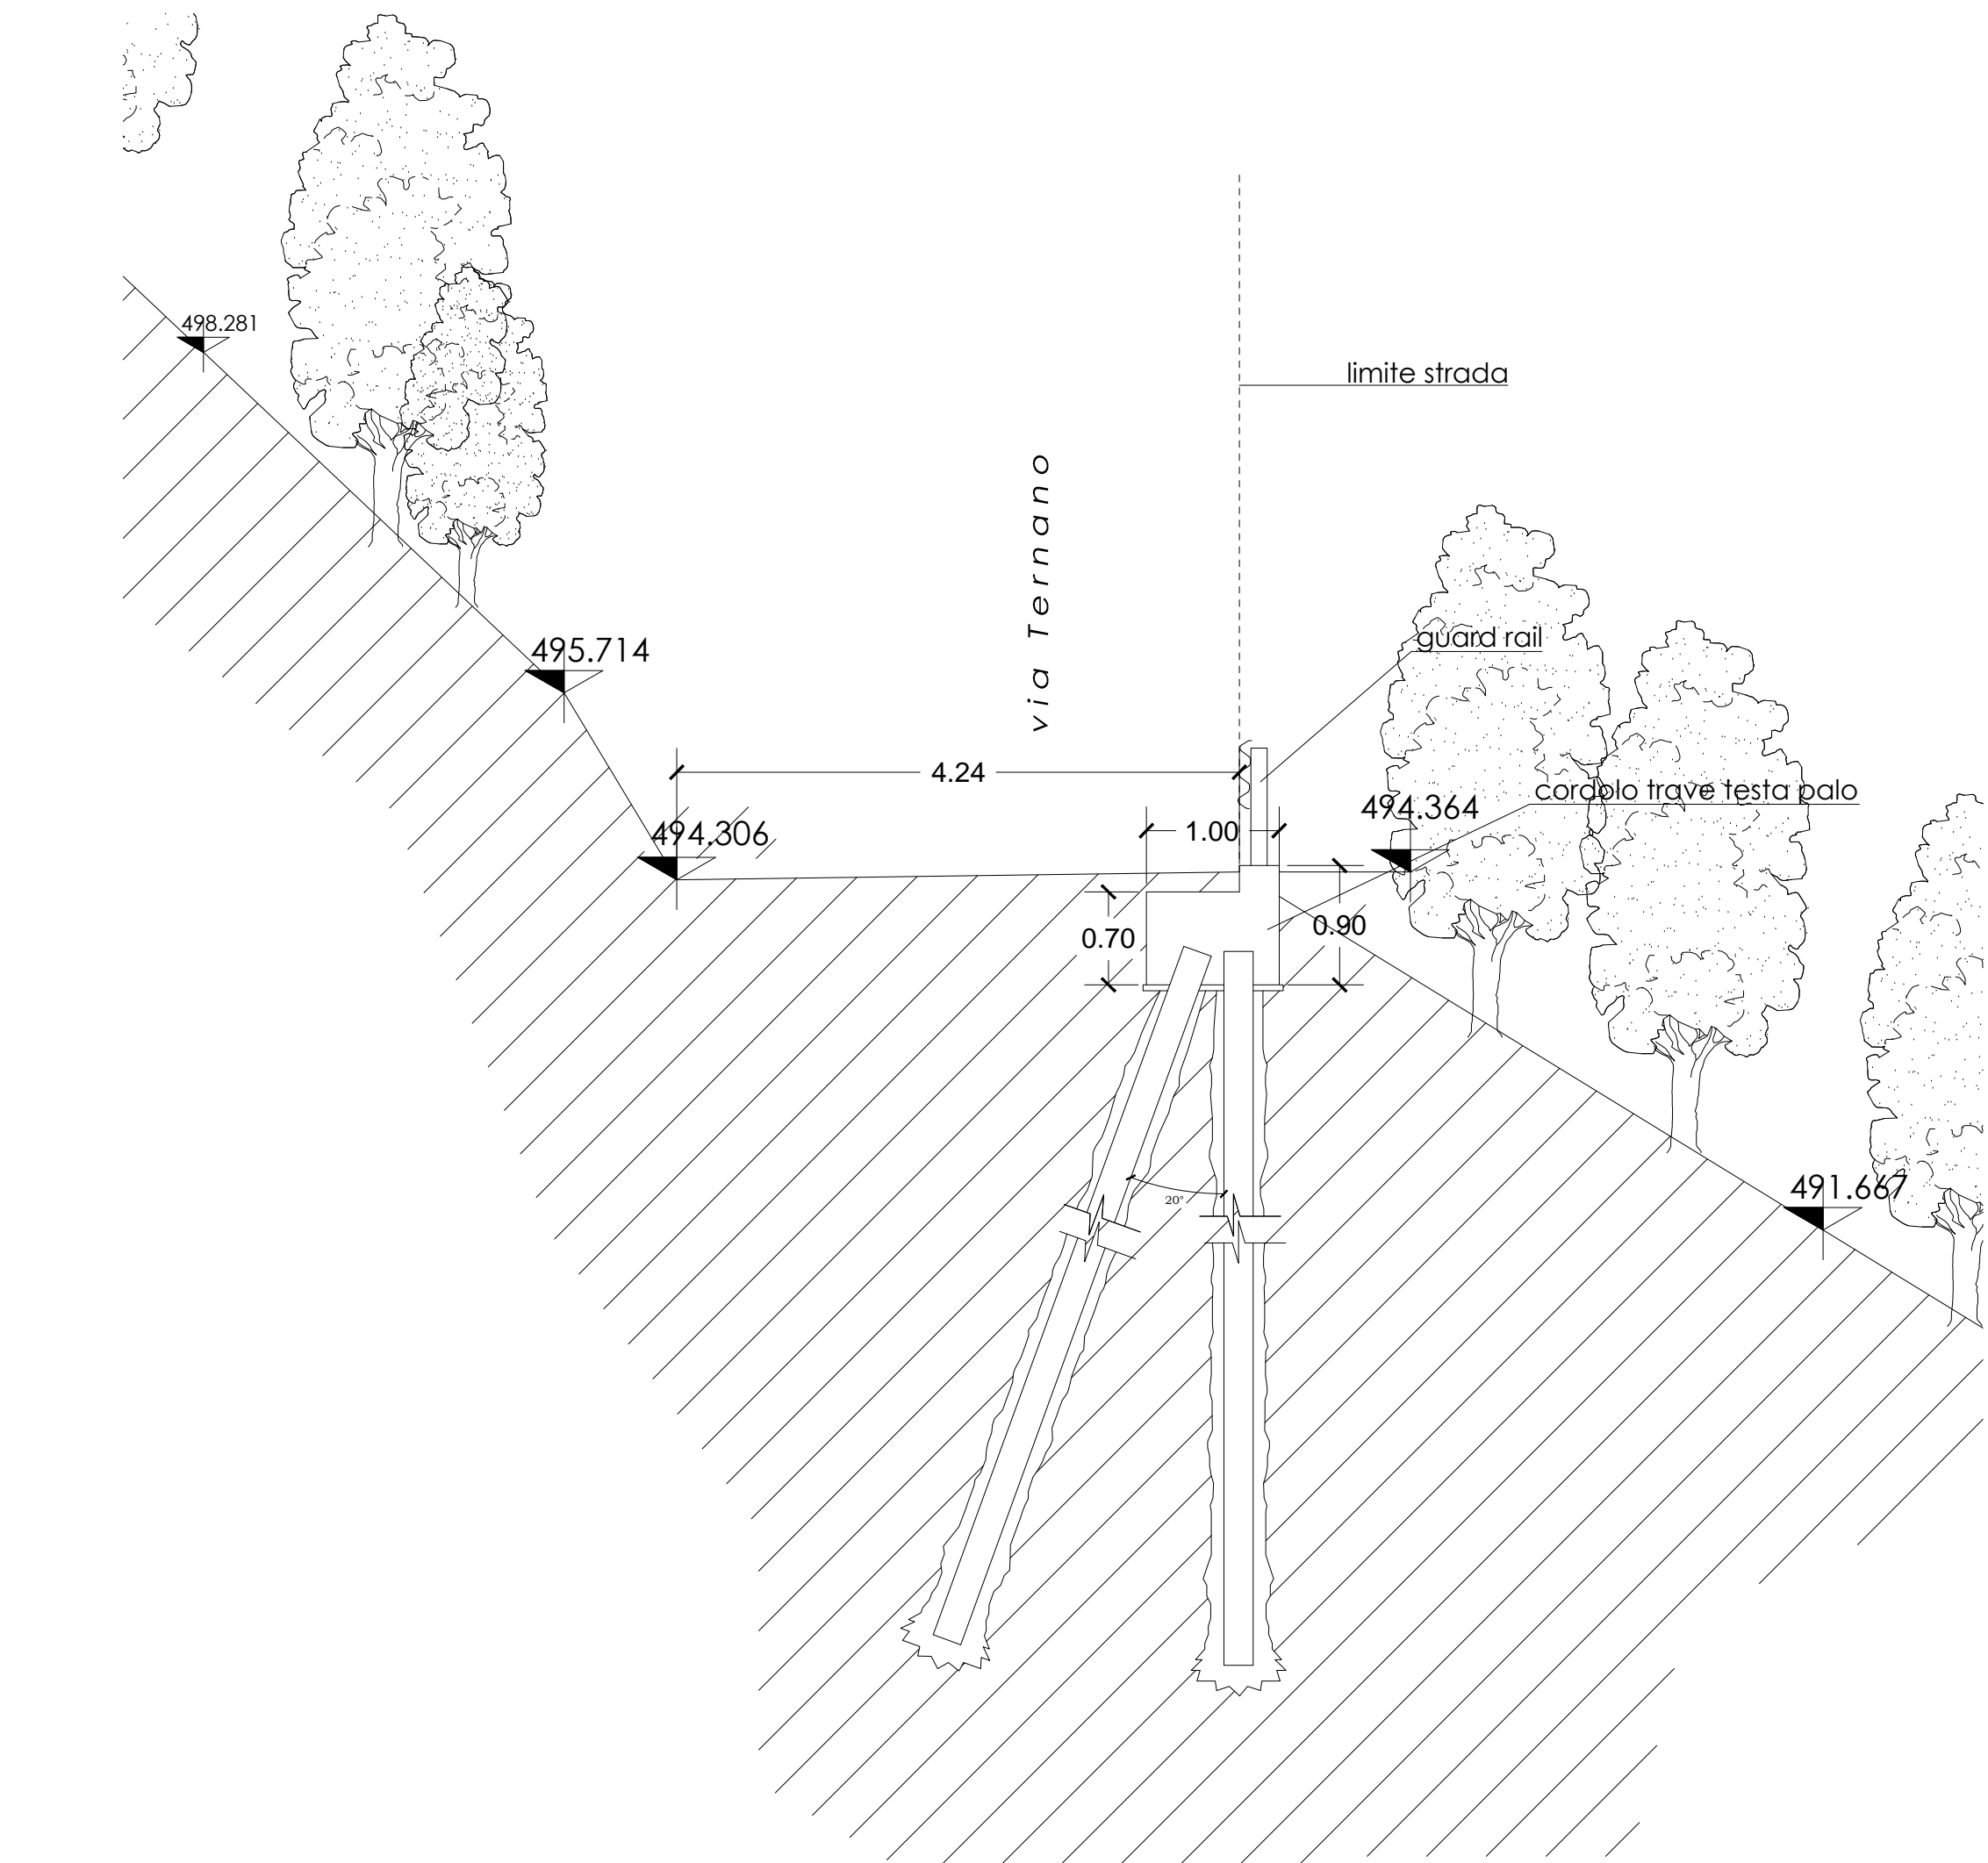 498.281
limite strada
via Ternano
guard rail
495.714
4.24
cordolo trave testa palo
494.364
1.00
494.306
0.90
0.70
20°
491.667